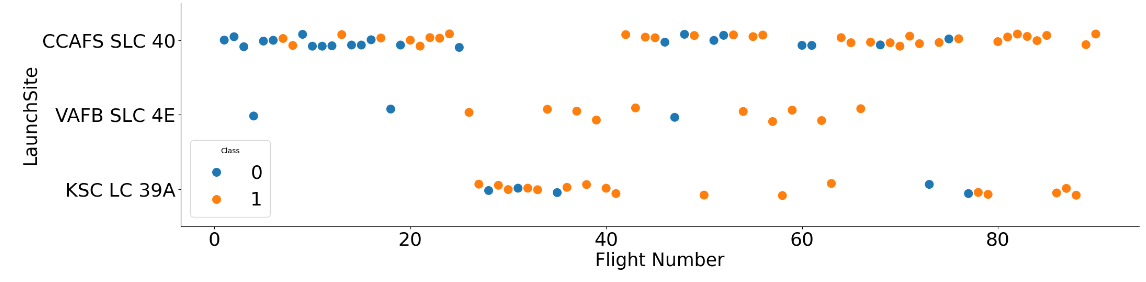 LaunchSite
CCAFS SLC 40
VAFB SLC 4E
KSC LC 39A
Class
0
1
0 20 40 60 80
Flight Number